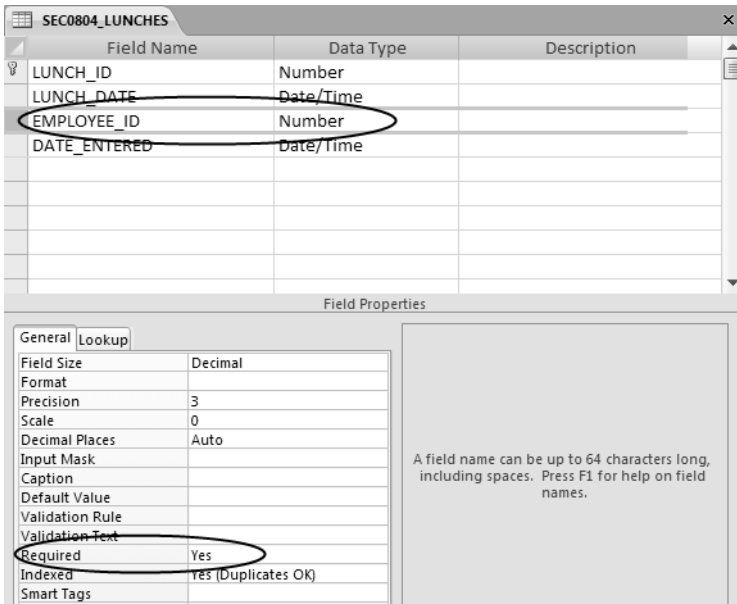 SEC0804_LUNCHES
Field Name Data Type Description
LUNCH_ID Number
LUNCH_DATE Date/Time
EMPLOYEE_ID Number
DATE_ENTERED Date/Time
Field Properties
General Lookup
Field Size Decimal
Format
Precision 3
Scale 0
Decimal Places Auto
Input Mask
Caption
Default Value
Validation Rule
Validation Text
Required Yes
Indexed Yes (Duplicates OK)
Smart Tags
A field name can be up to 64 characters long,
including spaces. Press F1 for help on field
names.